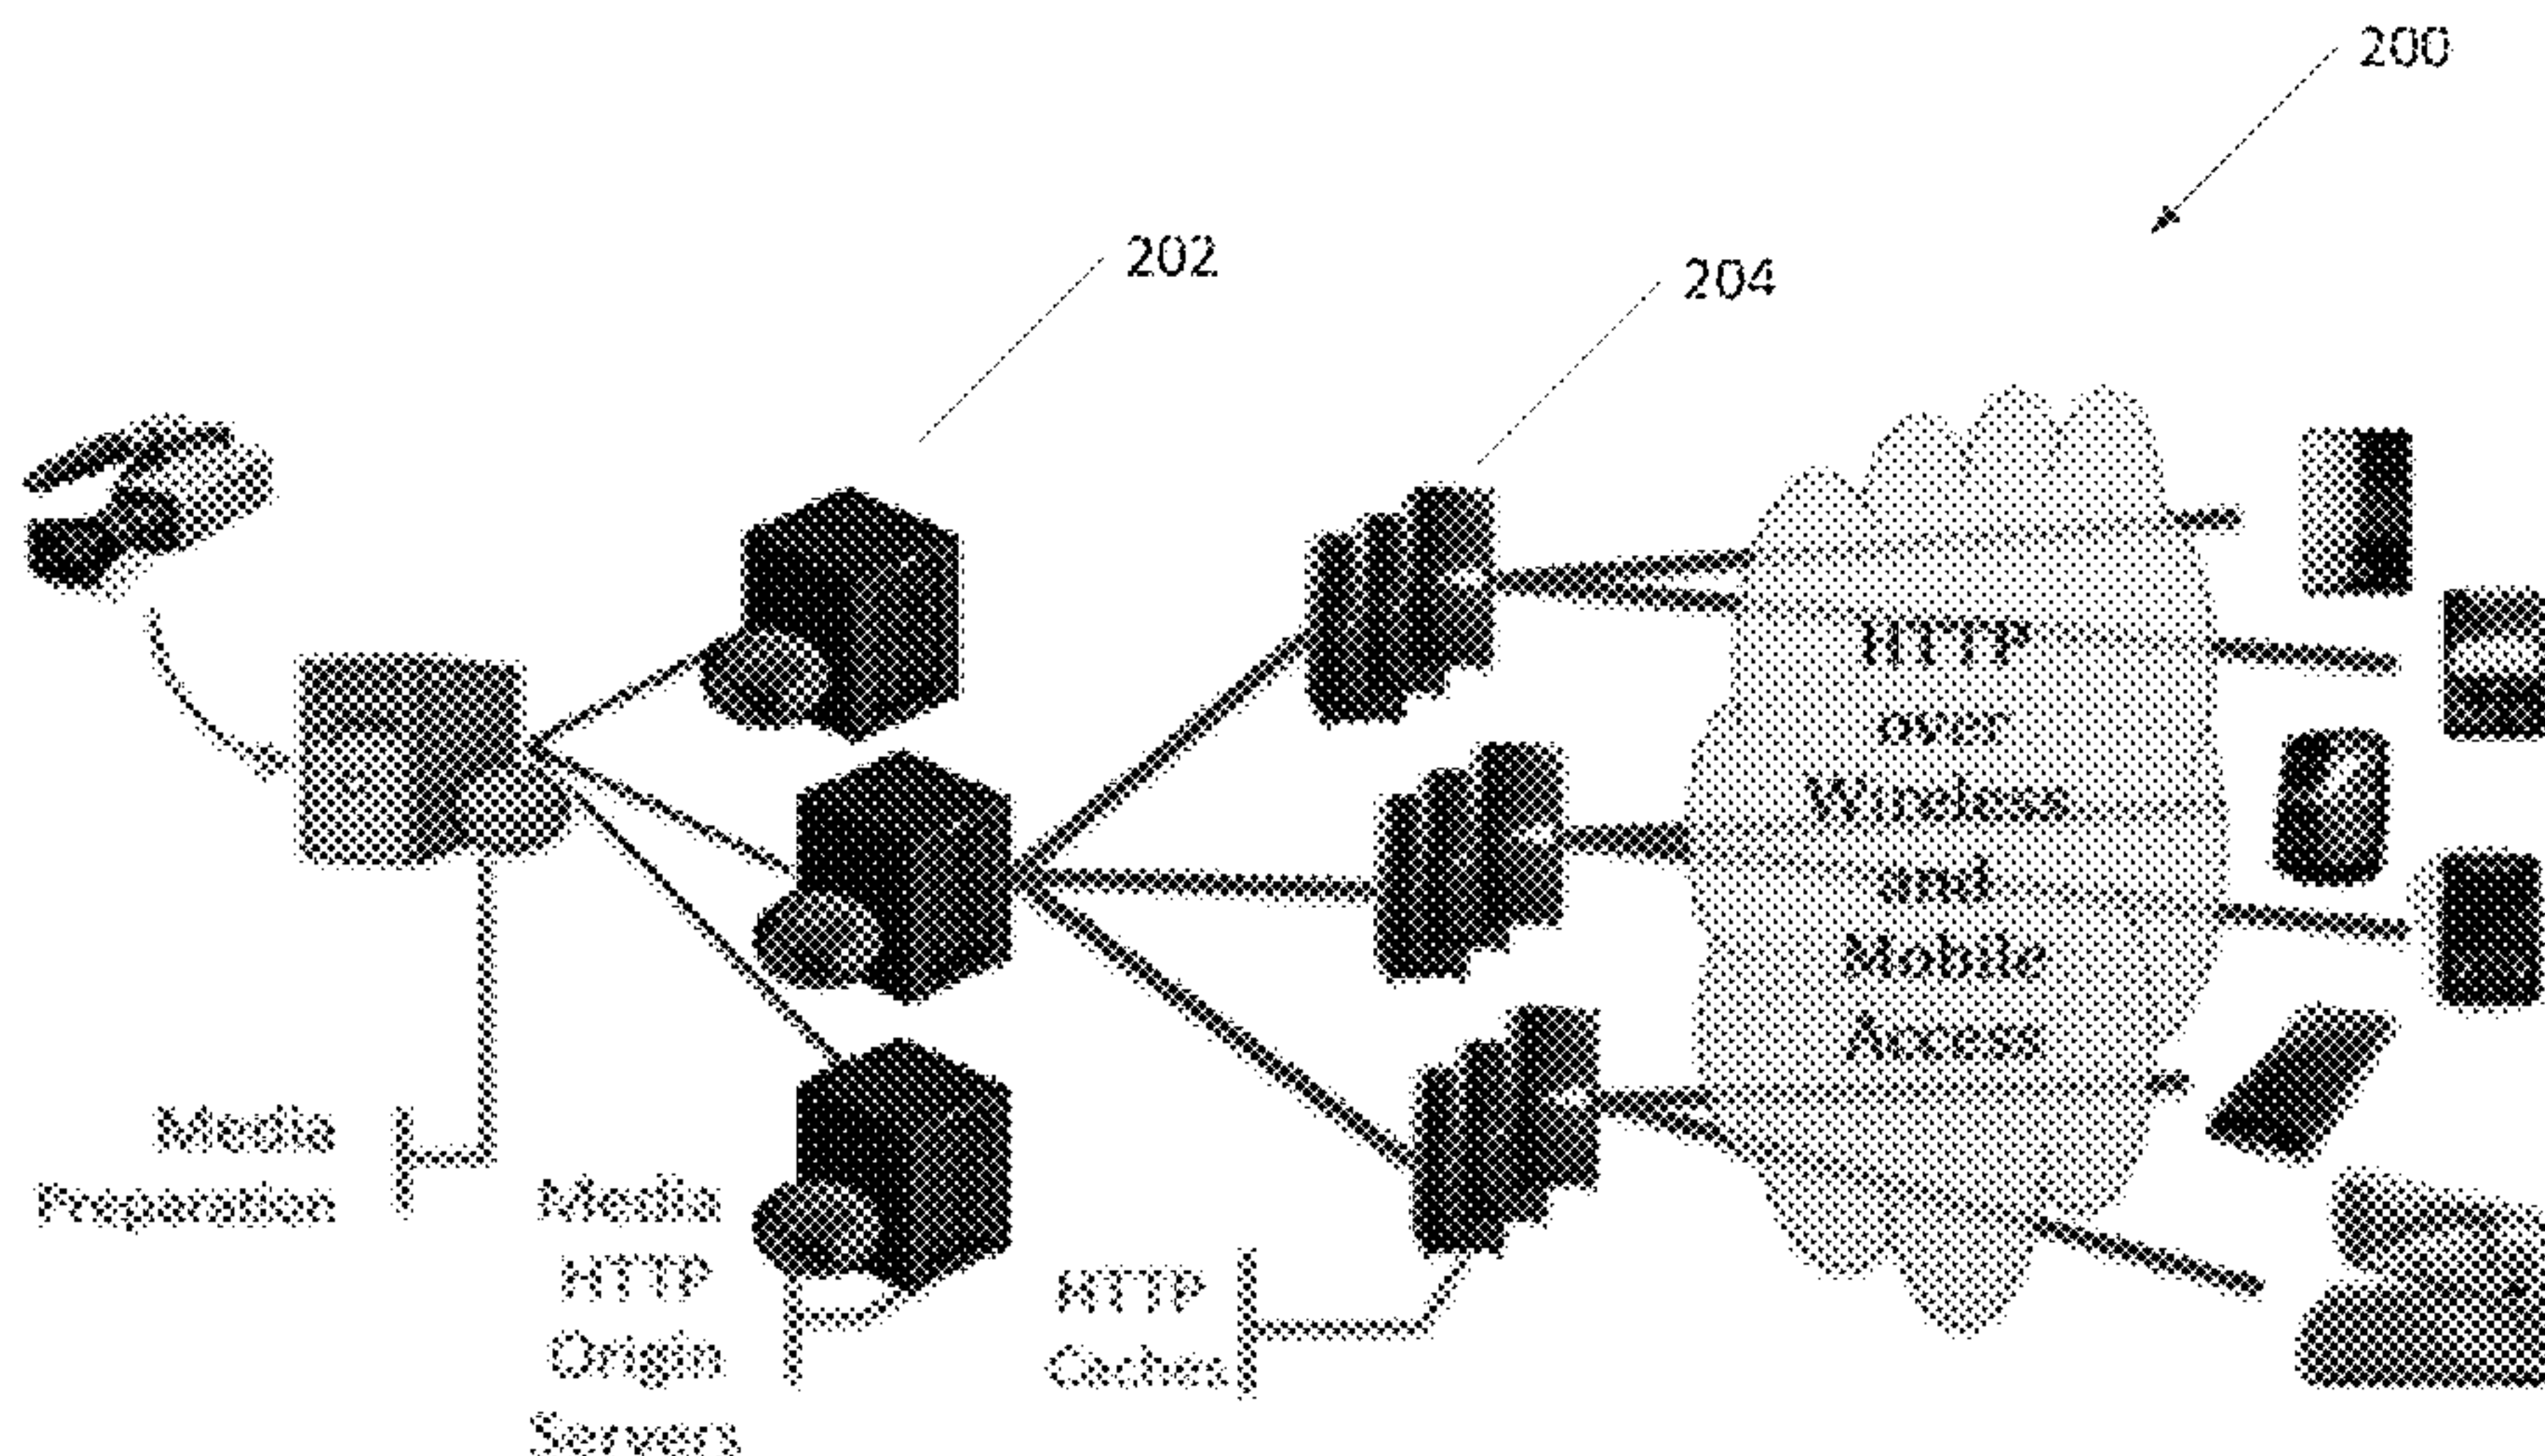 200
202
204
HTTP
over
Wireless
and
Mobile
Access
Media
Preparation
Media
HTTP
Origin
Servers
HTTP
Caches